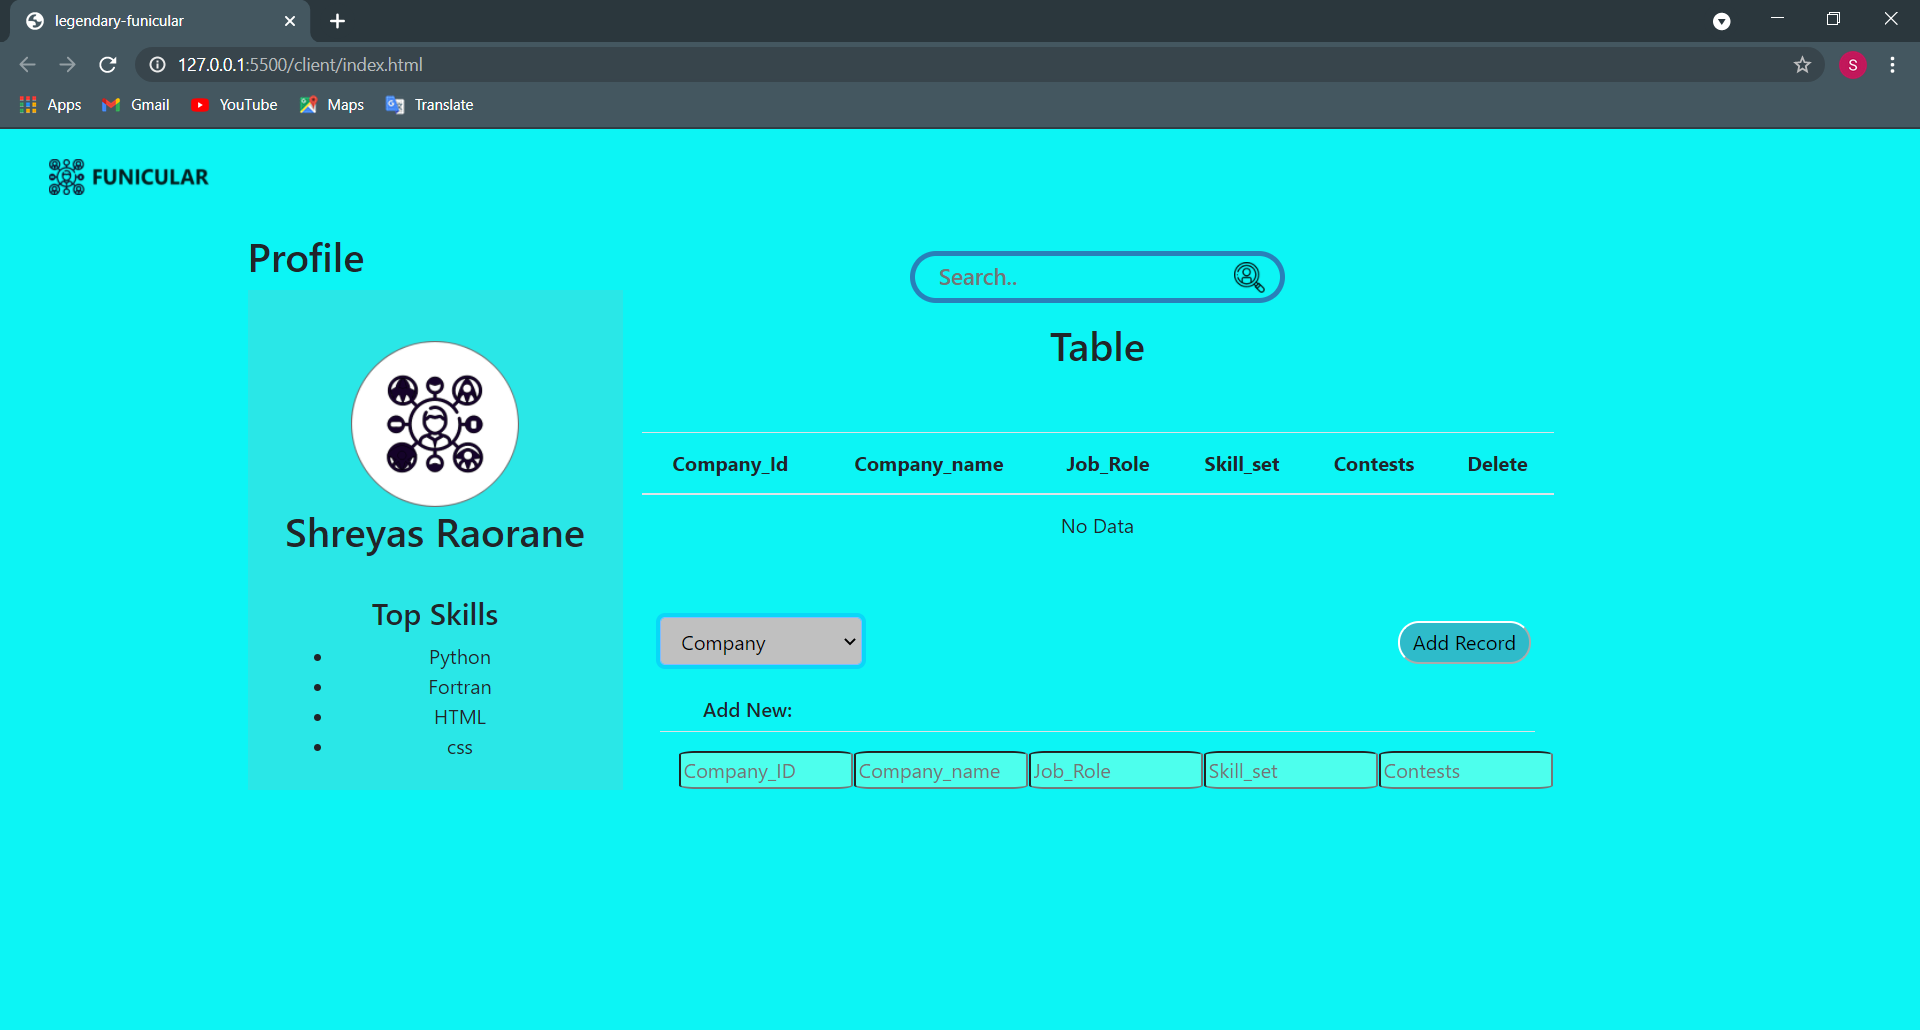 legendary-funicular
127.0.0.1:5500/client/index.html
S
Apps Gmail YouTube Maps Translate
FUNICULAR
Profile
Shreyas Raorane
Top Skills
Python
Fortran
HTML
css
Search..
Table
Company_Id Company_name Job_Role Skill_set Contests Delete
No Data
Company Add Record
Add New:
Company_ID Company_name Job_Role Skill_set Contests